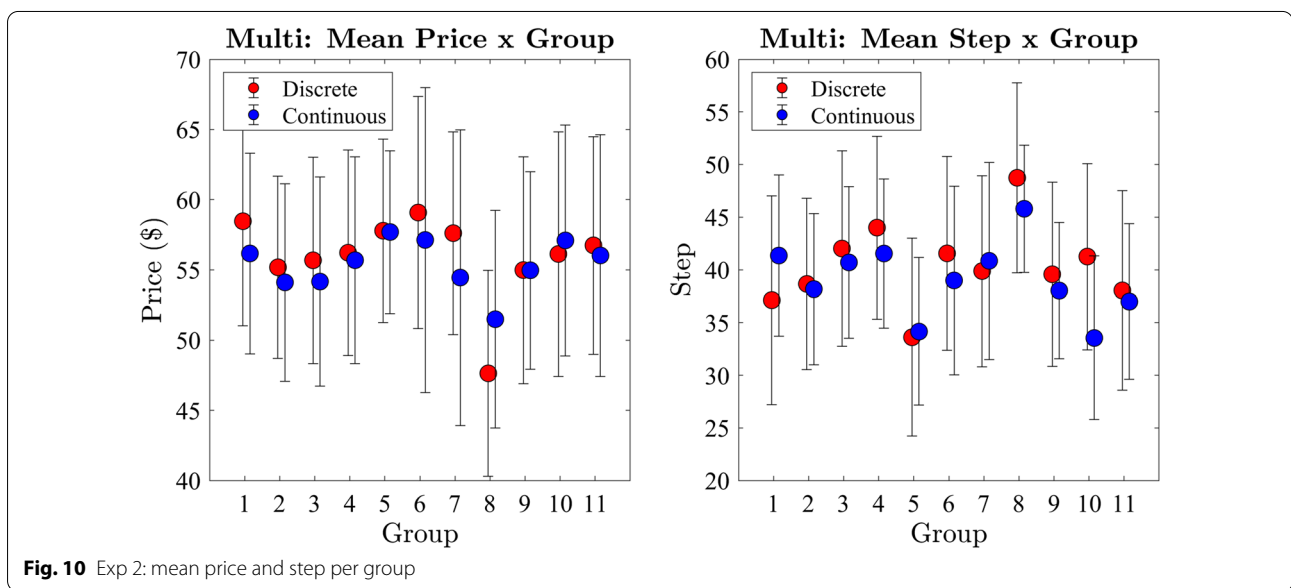 Multi: Mean Price x Group
70
65
60
55
50
45
40
Price ($)
Discrete
Continuous
1 2 3 4 5 6 7 8 9 10 11
Group
Multi: Mean Step x Group
60
55
50
45
40
35
30
25
20
Step
Discrete
Continuous
1 2 3 4 5 6 7 8 9 10 11
Group
Fig. 10 Exp 2: mean price and step per group